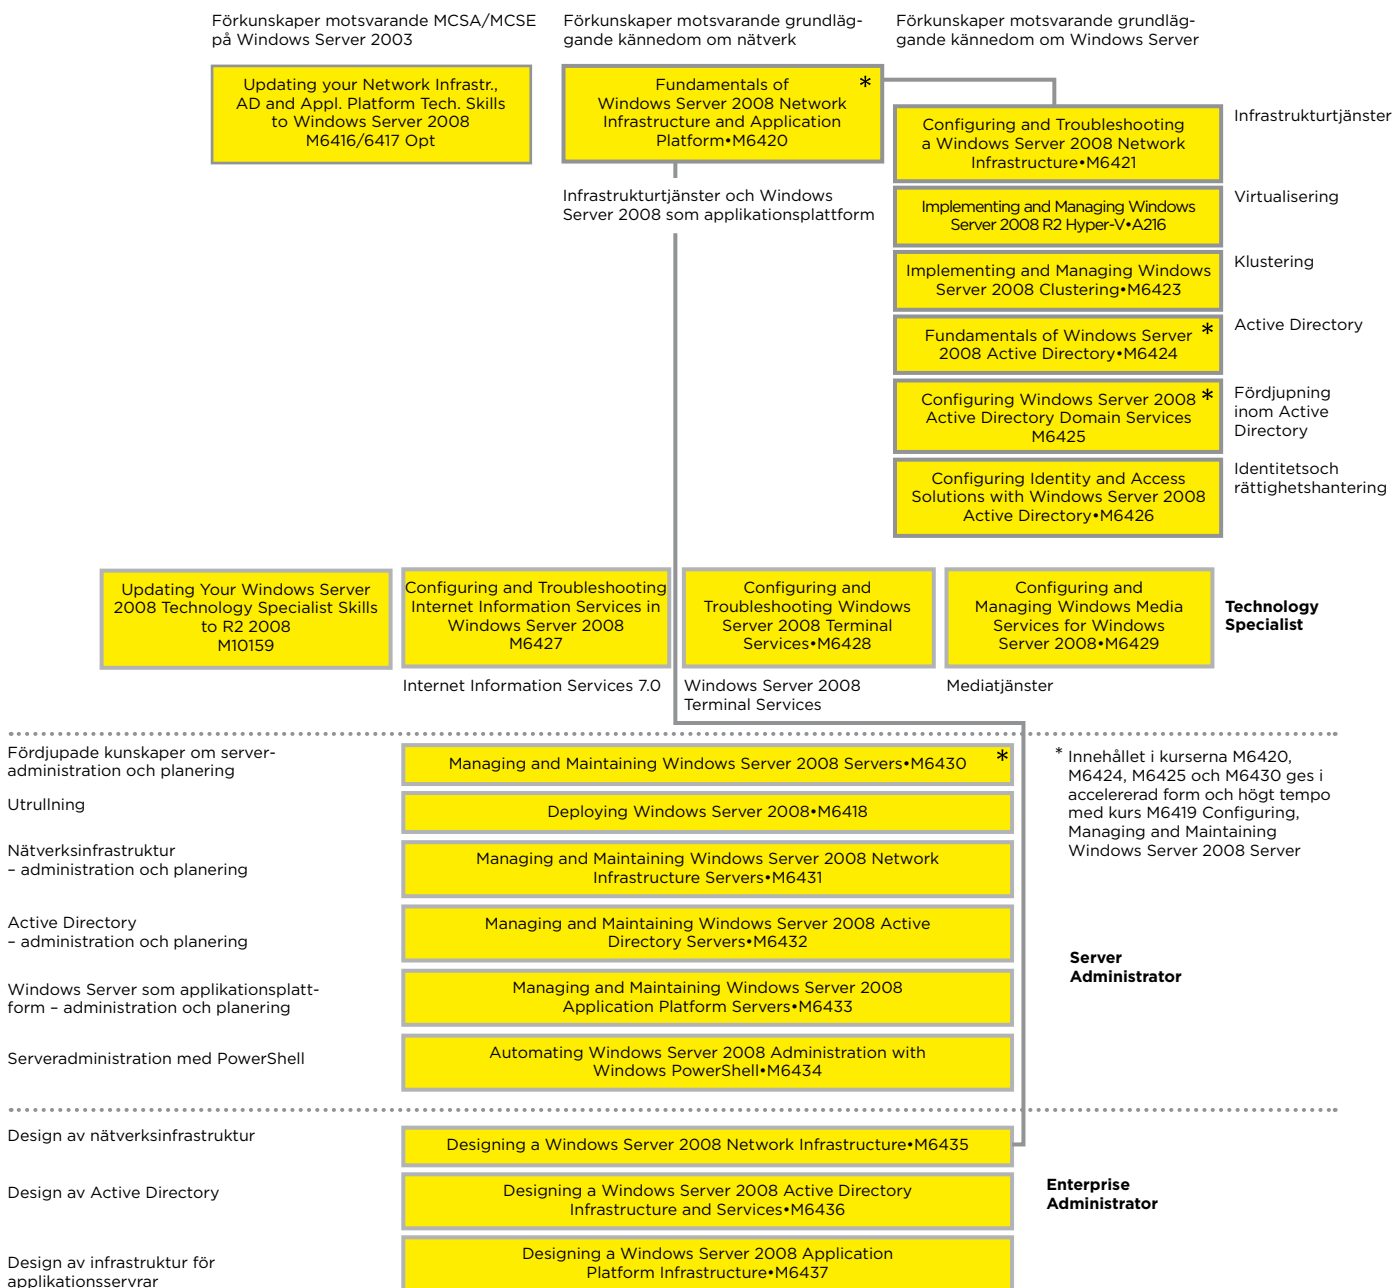 Förkunskaper motsvarande MCSA/MCSE
på Windows Server 2003
Förkunskaper motsvarande grundläg-
gande kännedom om nätverk
Förkunskaper motsvarande grundläg-
gande kännedom om Windows Server
Updating your Network Infrastr.,
AD and Appl. Platform Tech. Skills
to Windows Server 2008
M6416/6417 Opt
Fundamentals of *
Windows Server 2008 Network
Infrastructure and Application
Platform•M6420
Infrastrukturtjänster och Windows
Server 2008 som applikationsplattform
Configuring and Troubleshooting
a Windows Server 2008 Network
Infrastructure•M6421
Infrastrukturtjänster
Implementing and Managing Windows
Server 2008 R2 Hyper-V•A216
Virtualisering
Implementing and Managing Windows
Server 2008 Clustering•M6423
Klustering
Fundamentals of Windows Server *
2008 Active Directory•M6424
Active Directory
Configuring Windows Server 2008 *
Active Directory Domain Services
M6425
Fördjupning
inom Active
Directory
Configuring Identity and Access
Solutions with Windows Server 2008
Active Directory•M6426
Identitetsoch
rättighetshantering
Updating Your Windows Server
2008 Technology Specialist Skills
to R2 2008
M10159
Configuring and Troubleshooting
Internet Information Services in
Windows Server 2008
M6427
Configuring and
Troubleshooting Windows
Server 2008 Terminal
Services•M6428
Configuring and
Managing Windows Media
Services for Windows
Server 2008•M6429
Technology
Specialist
Internet Information Services 7.0
Windows Server 2008
Terminal Services
Mediatjänster
Fördjupade kunskaper om server-
administration och planering
Managing and Maintaining Windows Server 2008 Servers•M6430 *
* Innehållet i kurserna M6420,
M6424, M6425 och M6430 ges i
accelererad form och högt tempo
med kurs M6419 Configuring,
Managing and Maintaining
Windows Server 2008 Server
Utrullning
Deploying Windows Server 2008•M6418
Nätverksinfrastruktur
– administration och planering
Managing and Maintaining Windows Server 2008 Network
Infrastructure Servers•M6431
Active Directory
– administration och planering
Managing and Maintaining Windows Server 2008 Active
Directory Servers•M6432
Server
Administrator
Windows Server som applikationsplatt-
form – administration och planering
Managing and Maintaining Windows Server 2008
Application Platform Servers•M6433
Serveradministration med PowerShell
Automating Windows Server 2008 Administration with
Windows PowerShell•M6434
Design av nätverksinfrastruktur
Designing a Windows Server 2008 Network Infrastructure•M6435
Design av Active Directory
Designing a Windows Server 2008 Active Directory
Infrastructure and Services•M6436
Enterprise
Administrator
Design av infrastruktur för
applikationsservrar
Designing a Windows Server 2008 Application
Platform Infrastructure•M6437